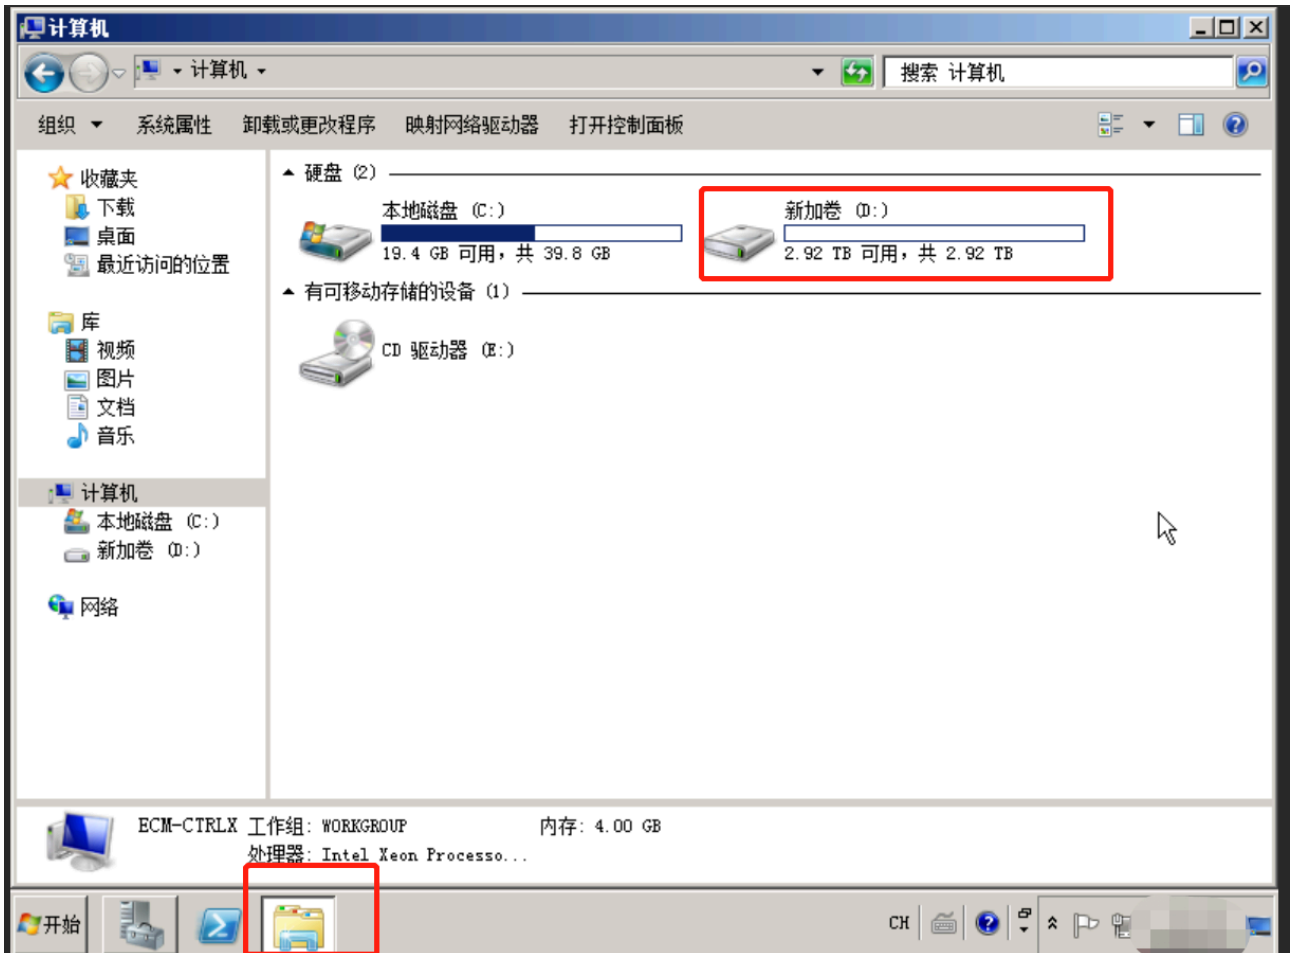 计算机
计算机
搜索 计算机
组织 系统属性 卸载或更改程序 映射网络驱动器 打开控制面板
收藏夹
下载
桌面
最近访问的位置
库
视频
图片
文档
音乐
计算机
本地磁盘 (C:)
新加卷 (D:)
网络
硬盘 (2)
本地磁盘 (C:)
19.4 GB 可用，共 39.8 GB
新加卷 (D:)
2.92 TB 可用，共 2.92 TB
有可移动存储的设备 (1)
CD 驱动器 (E:)
ECM-CTRLX 工作组: WORKGROUP 内存: 4.00 GB
处理器: Intel Xeon Processo...
开始
CH